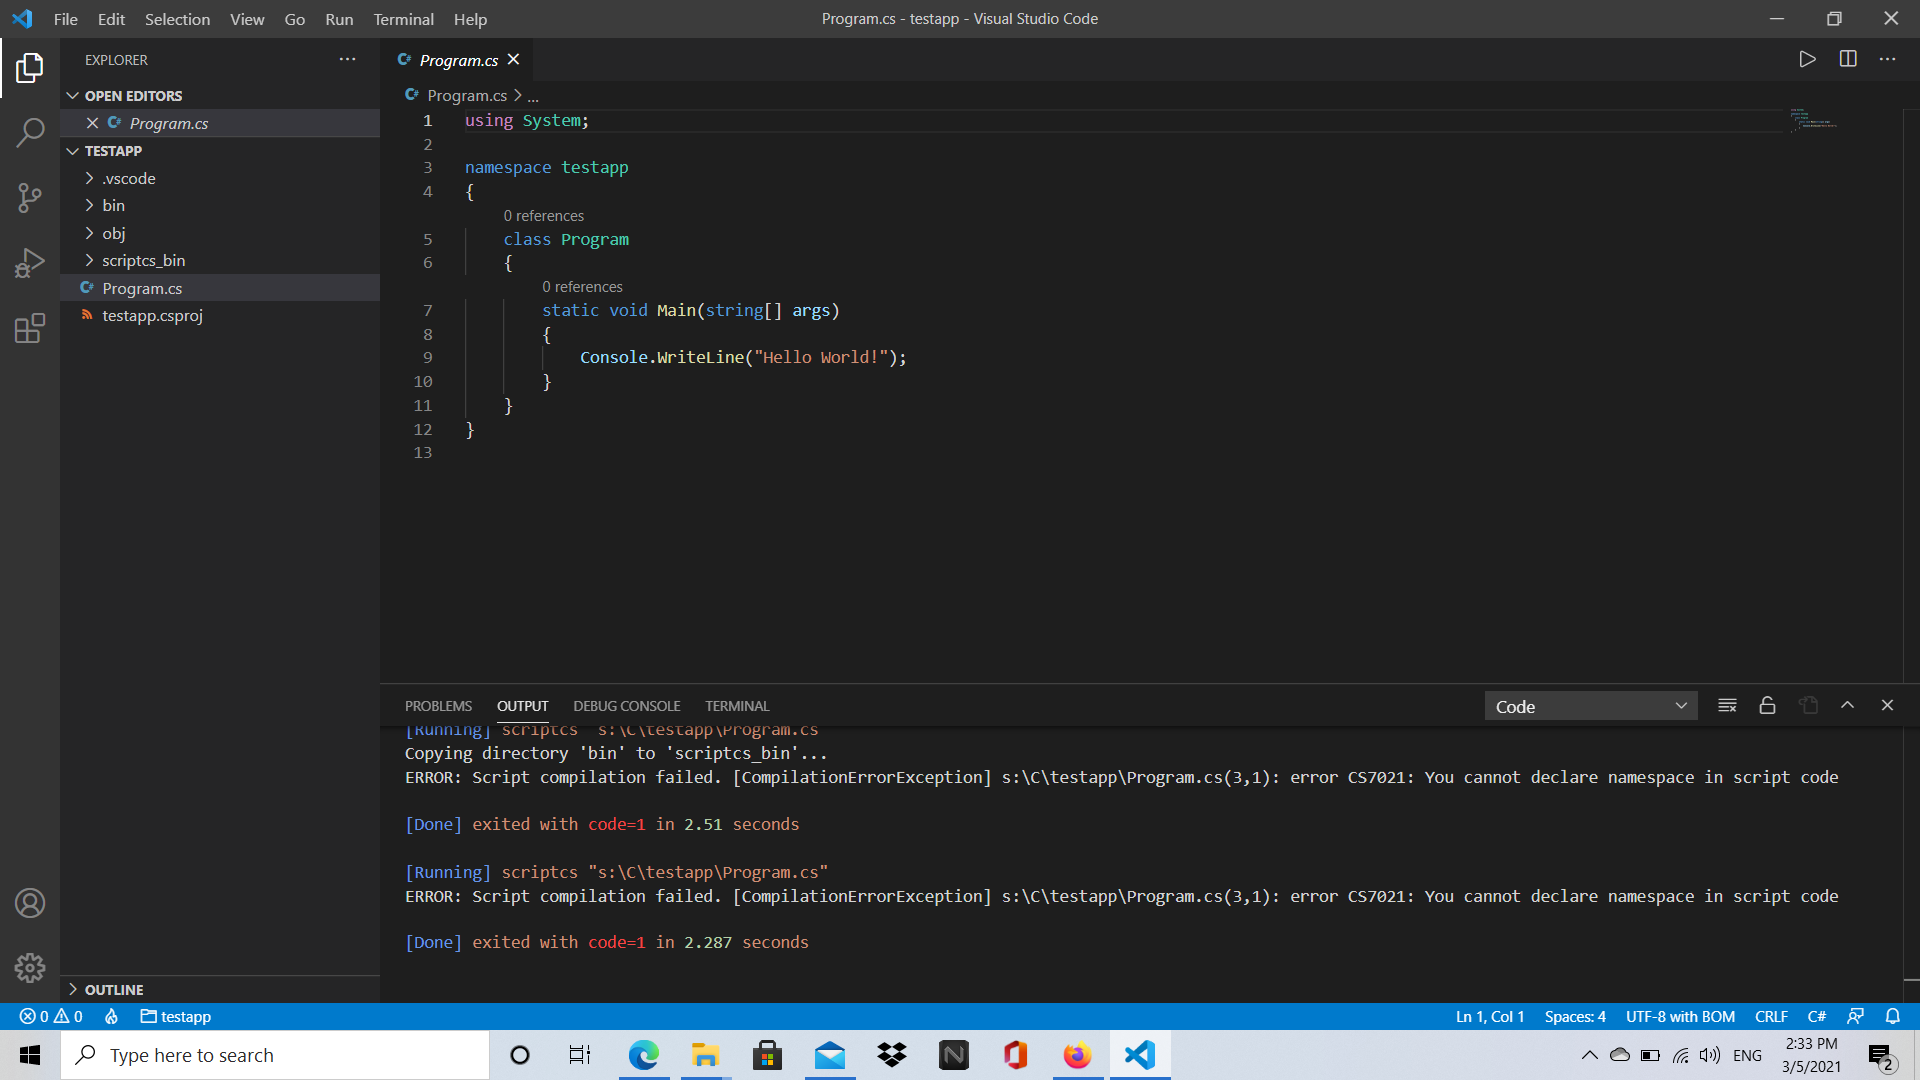 File Edit Selection View Go Run Terminal Help
Program.cs - testapp - Visual Studio Code
EXPLORER
OPEN EDITORS
Program.cs
TESTAPP
.vscode
bin
obj
scriptcs_bin
Program.cs
testapp.csproj
OUTLINE
Program.cs
Program.cs > ...
1 using System;
2
3 namespace testapp
4 {
0 references
5 class Program
6 {
0 references
7 static void Main(string[] args)
8 {
9 Console.WriteLine("Hello World!");
10 }
11 }
12 }
13
PROBLEMS OUTPUT DEBUG CONSOLE TERMINAL
Code
[Running] scriptcs "s:\C\testapp\Program.cs"
Copying directory 'bin' to 'scriptcs_bin'...
ERROR: Script compilation failed. [CompilationErrorException] s:\C\testapp\Program.cs(3,1): error CS7021: You cannot declare namespace in script code
[Done] exited with code=1 in 2.51 seconds
[Running] scriptcs "s:\C\testapp\Program.cs"
ERROR: Script compilation failed. [CompilationErrorException] s:\C\testapp\Program.cs(3,1): error CS7021: You cannot declare namespace in script code
[Done] exited with code=1 in 2.287 seconds
0 0 testapp
Ln 1, Col 1 Spaces: 4 UTF-8 with BOM CRLF C#
Type here to search
ENG
2:33 PM
3/5/2021
2